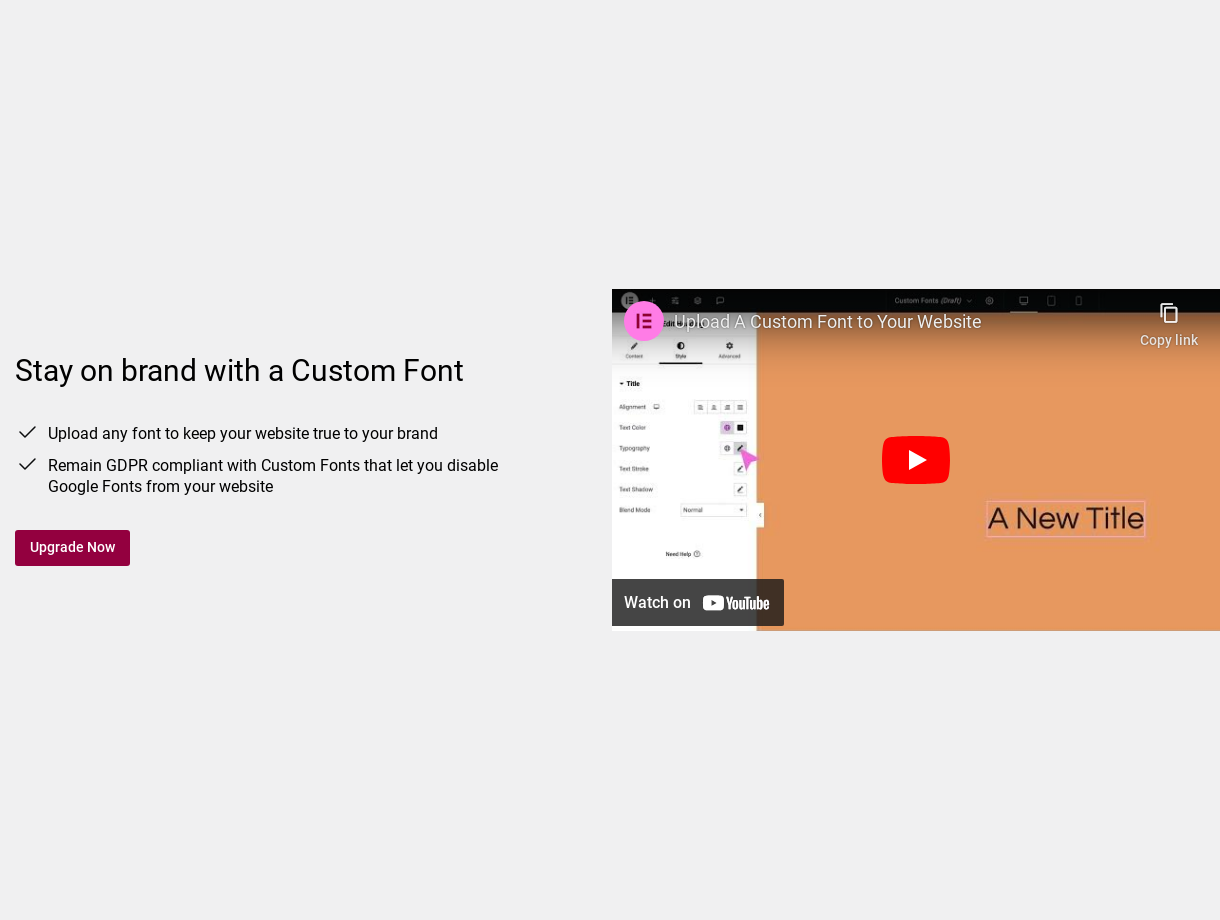 Stay on brand with a Custom Font
Upload any font to keep your website true to your brand
Remain GDPR compliant with Custom Fonts that let you disable
Google Fonts from your website
Upgrade Now
Custom Fonts (Draft)
Upload A Custom Font to Your Website
Copy link
Content
Style
Advanced
Title
Alignment
Text Color
Typography
Text Stroke
Text Shadow
Blend Mode
Normal
Need Help
A New Title
Watch on YouTube